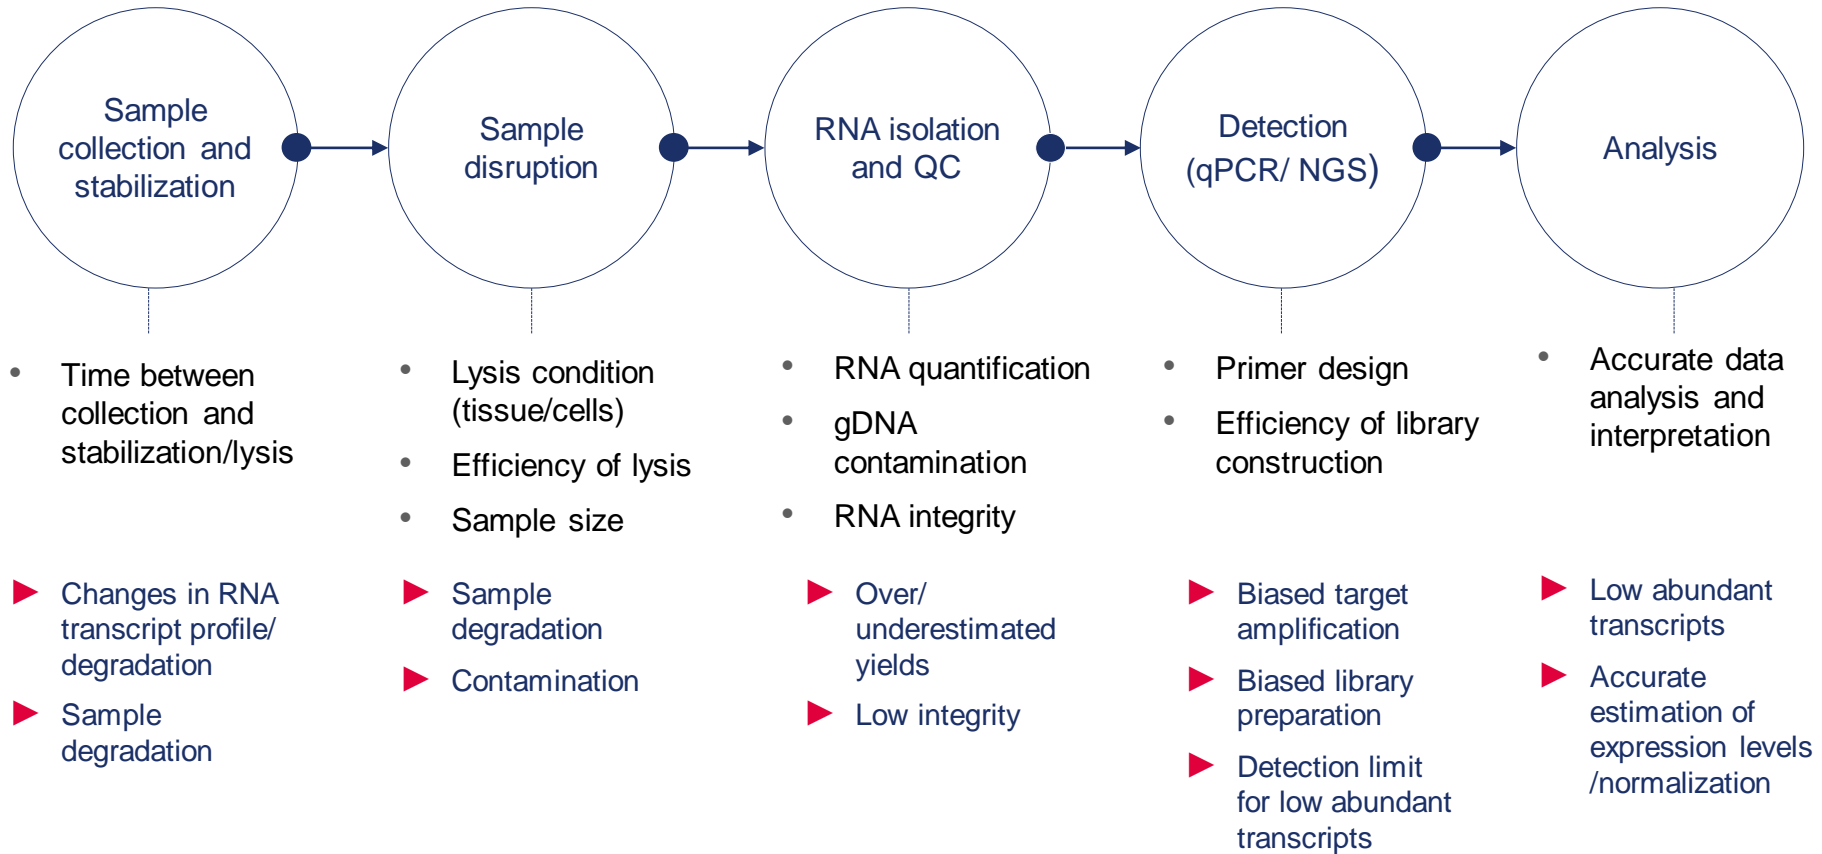 Sample
collection and
stabilization
Sample
disruption
RNA isolation
and QC
Detection
(qPCR/ NGS)
Analysis
• Time between
collection and
stabilization/lysis
► Changes in RNA
transcript profile/
degradation
► Sample
degradation
• Lysis condition
(tissue/cells)
• Efficiency of lysis
• Sample size
► Sample
degradation
► Contamination
• RNA quantification
• gDNA
contamination
• RNA integrity
► Over/
underestimated
yields
► Low integrity
• Primer design
• Efficiency of library
construction
► Biased target
amplification
► Biased library
preparation
► Detection limit
for low abundant
transcripts
• Accurate data
analysis and
interpretation
► Low abundant
transcripts
► Accurate
estimation of
expression levels
/normalization